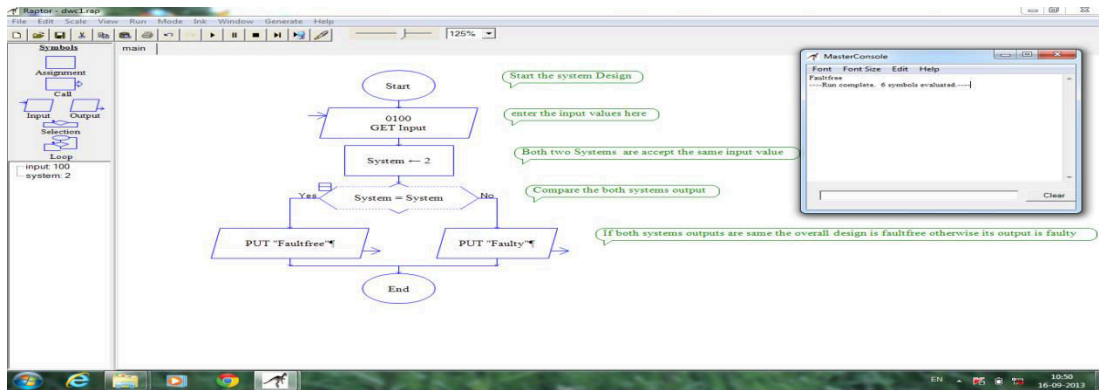 Raptor - dwc1.rap
File Edit Scale View Run Mode Ink Window Generate Help
125%
Symbols
main
Assignment
Call
Input Output
Selection
Loop
input: 100
system: 2
Start
Start the system Design
0100
GET Input
enter the input values here
System ← 2
Both two Systems are accept the same input value
Yes
System = System
No
Compare the both systems output
PUT "Faultfree"¶
PUT "Faulty"¶
If both systems outputs are same the overall design is faultfree otherwise its output is faulty
End
MasterConsole
Font Font Size Edit Help
Faultfree
----Run complete. 6 symbols evaluated.----
Clear
EN
10:50
16-09-2013